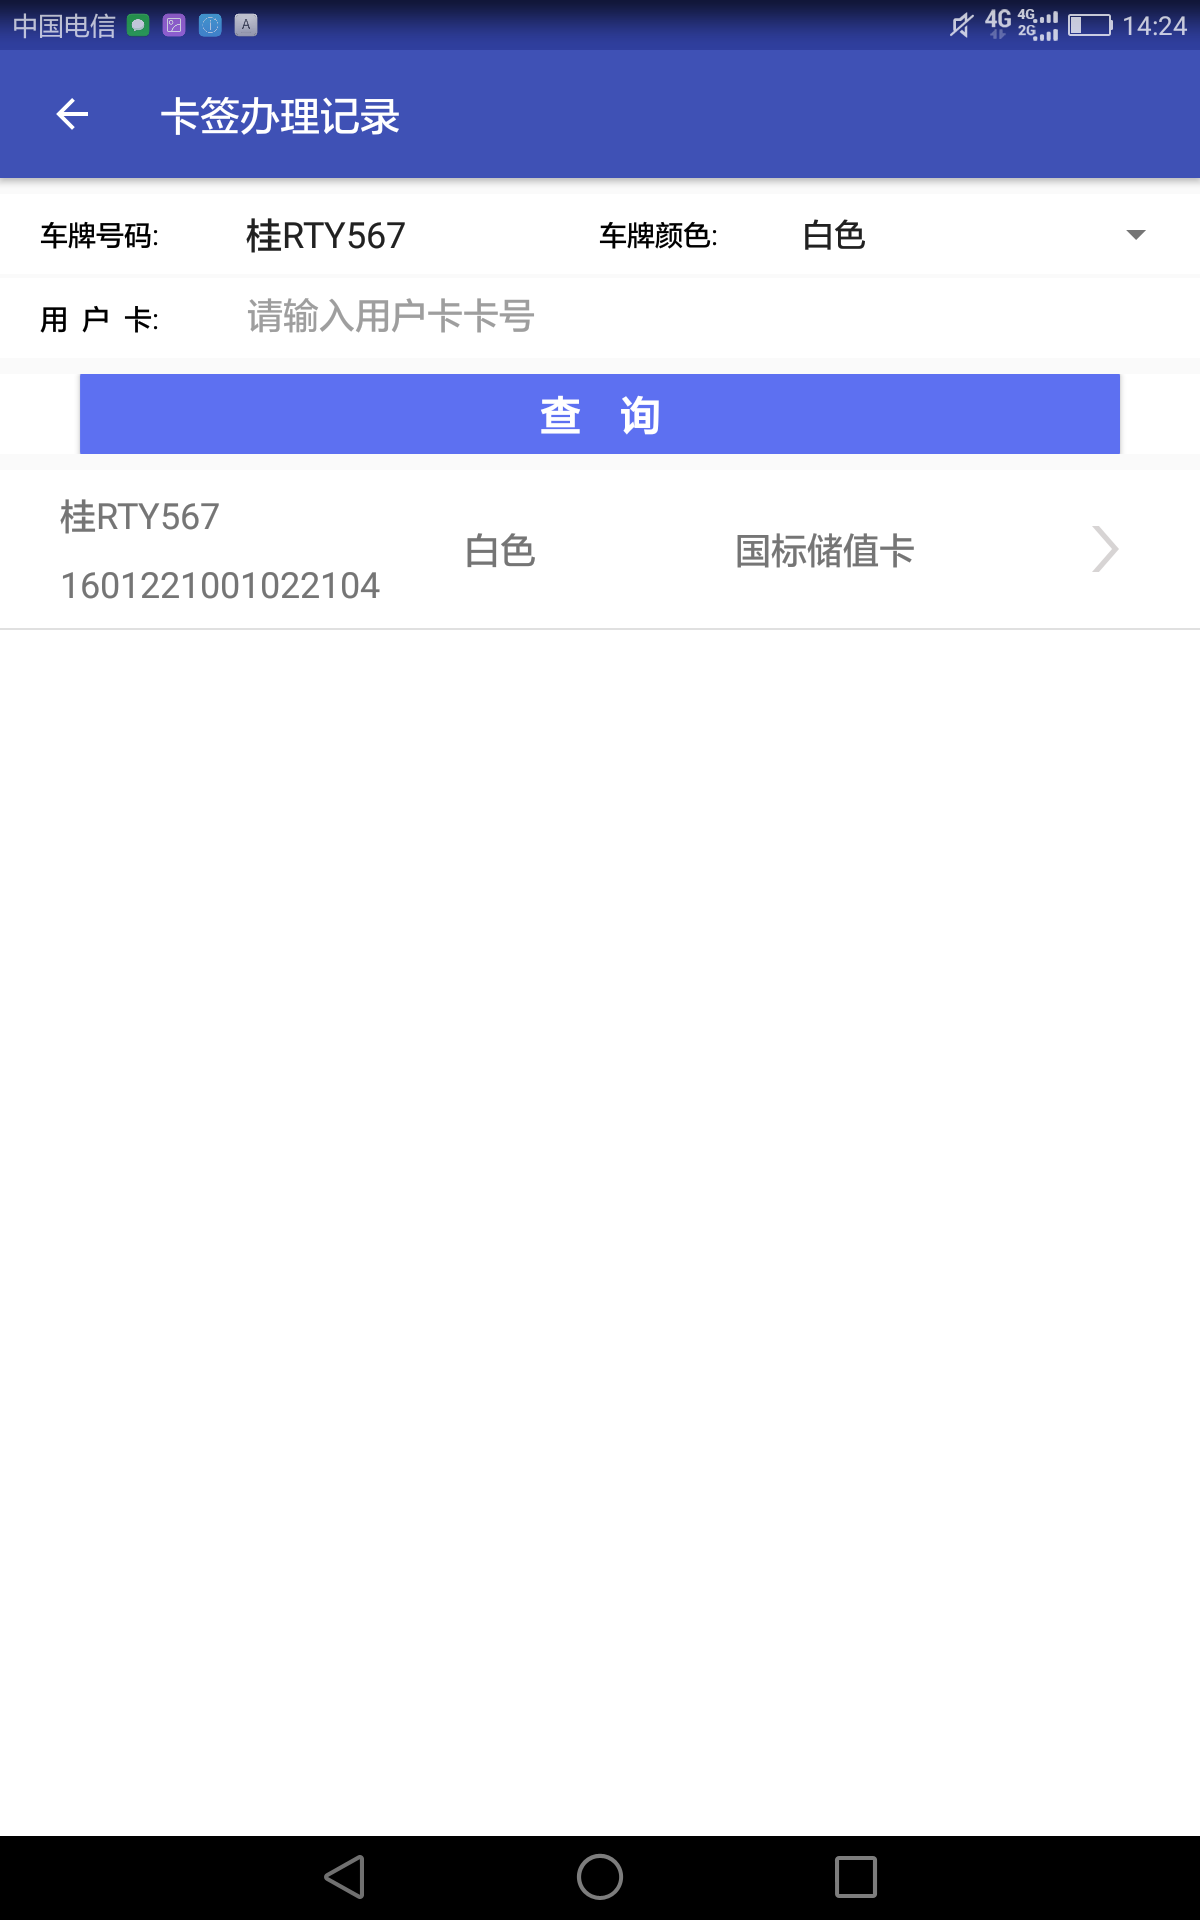 中国电信 A 4G 4G 2G 14:24
卡签办理记录
车牌号码: 桂RTY567 车牌颜色: 白色
用 户 卡: 请输入用户卡卡号
查 询
桂RTY567
白色 国标储值卡
1601221001022104